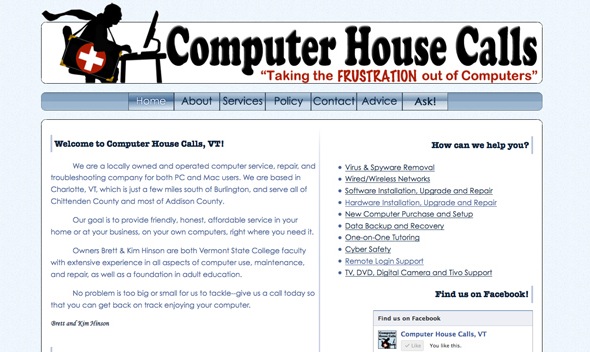 Computer House Calls
"Taking the FRUSTRATION out of Computers"
Home About Services Policy Contact Advice Ask!
Welcome to Computer House Calls, VT!
We are a locally owned and operated computer service, repair, and
troubleshooting company for both PC and Mac users. We are based in
Charlotte, VT, which is just a few miles south of Burlington, and serve all of
Chittenden County and most of Addison County.
Our goal is to provide friendly, honest, affordable service in your
home or at your business, on your own computers, right where you need it.
Owners Brett & Kim Hinson are both Vermont State College faculty
with extensive experience in all aspects of computer use, maintenance,
and repair, as well as a foundation in adult education.
No problem is too big or small for us to tackle--give us a call today so
that you can get back on track enjoying your computer.
Brett and Kim Hinson
How can we help you?
Virus & Spyware Removal
Wired/Wireless Networks
Software Installation, Upgrade and Repair
Hardware Installation, Upgrade and Repair
New Computer Purchase and Setup
Data Backup and Recovery
One-on-One Tutoring
Cyber Safety
Remote Login Support
TV, DVD, Digital Camera and Tivo Support
Find us on Facebook!
Find us on Facebook
Computer House Calls, VT
Like You like this.